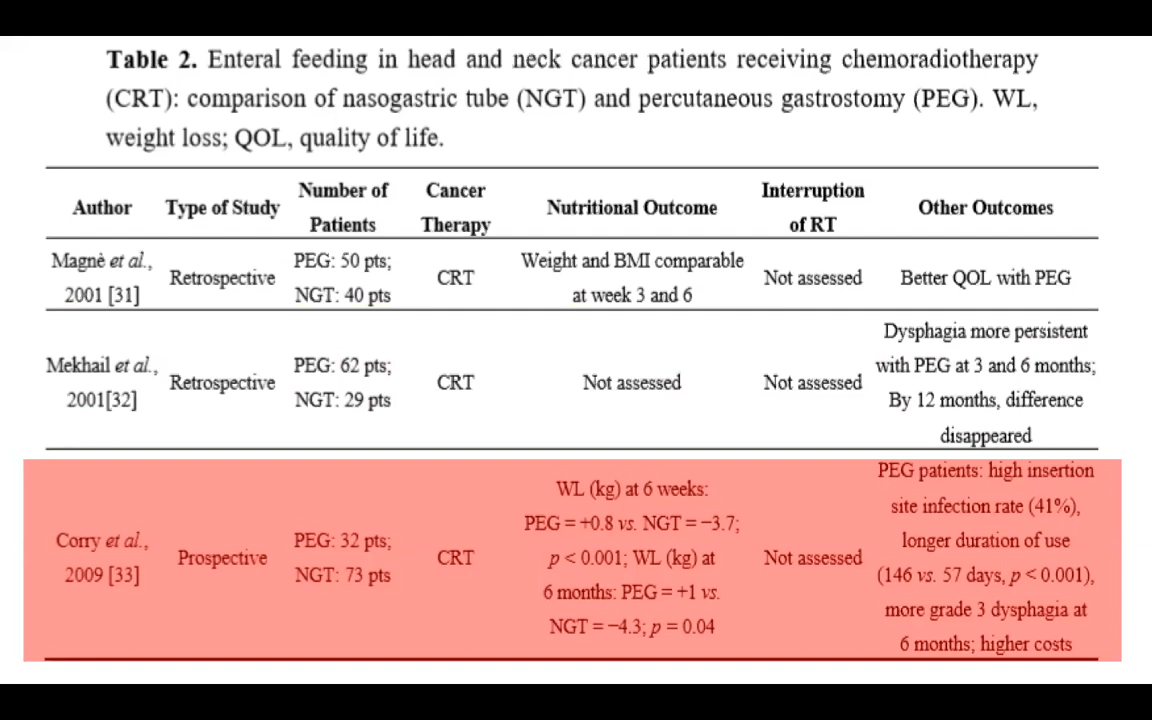 Table 2. Enteral feeding in head and neck cancer patients receiving chemoradiotherapy
(CRT): comparison of nasogastric tube (NGT) and percutaneous gastrostomy (PEG). WL,
weight loss; QOL, quality of life.
Author Type of Study Number of Patients Cancer Therapy Nutritional Outcome Interruption of RT Other Outcomes
Magnè et al., 2001 [31] Retrospective PEG: 50 pts; NGT: 40 pts CRT Weight and BMI comparable at week 3 and 6 Not assessed Better QOL with PEG
Mekhail et al., 2001[32] Retrospective PEG: 62 pts; NGT: 29 pts CRT Not assessed Not assessed Dysphagia more persistent with PEG at 3 and 6 months; By 12 months, difference disappeared
Corry et al., 2009 [33] Prospective PEG: 32 pts; NGT: 73 pts CRT WL (kg) at 6 weeks: PEG = +0.8 vs. NGT = −3.7; p < 0.001; WL (kg) at 6 months: PEG = +1 vs. NGT = −4.3; p = 0.04 Not assessed PEG patients: high insertion site infection rate (41%), longer duration of use (146 vs. 57 days, p < 0.001), more grade 3 dysphagia at 6 months; higher costs